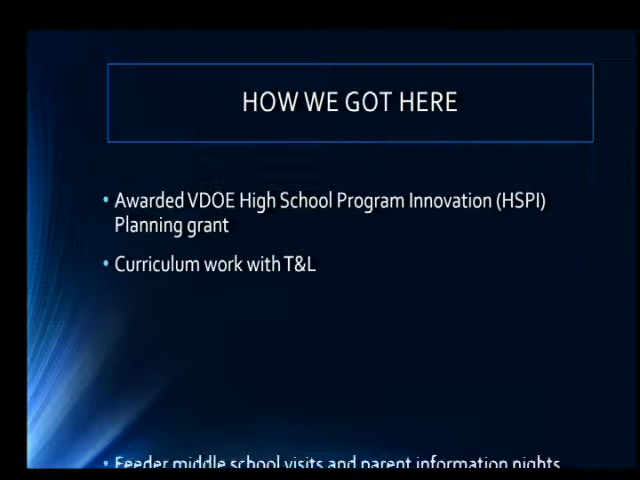 HOW WE GOT HERE
• Awarded VDOE High School Program Innovation (HSPI)
Planning grant
• Curriculum work with T&L
• Feeder middle school visits and parent information nights